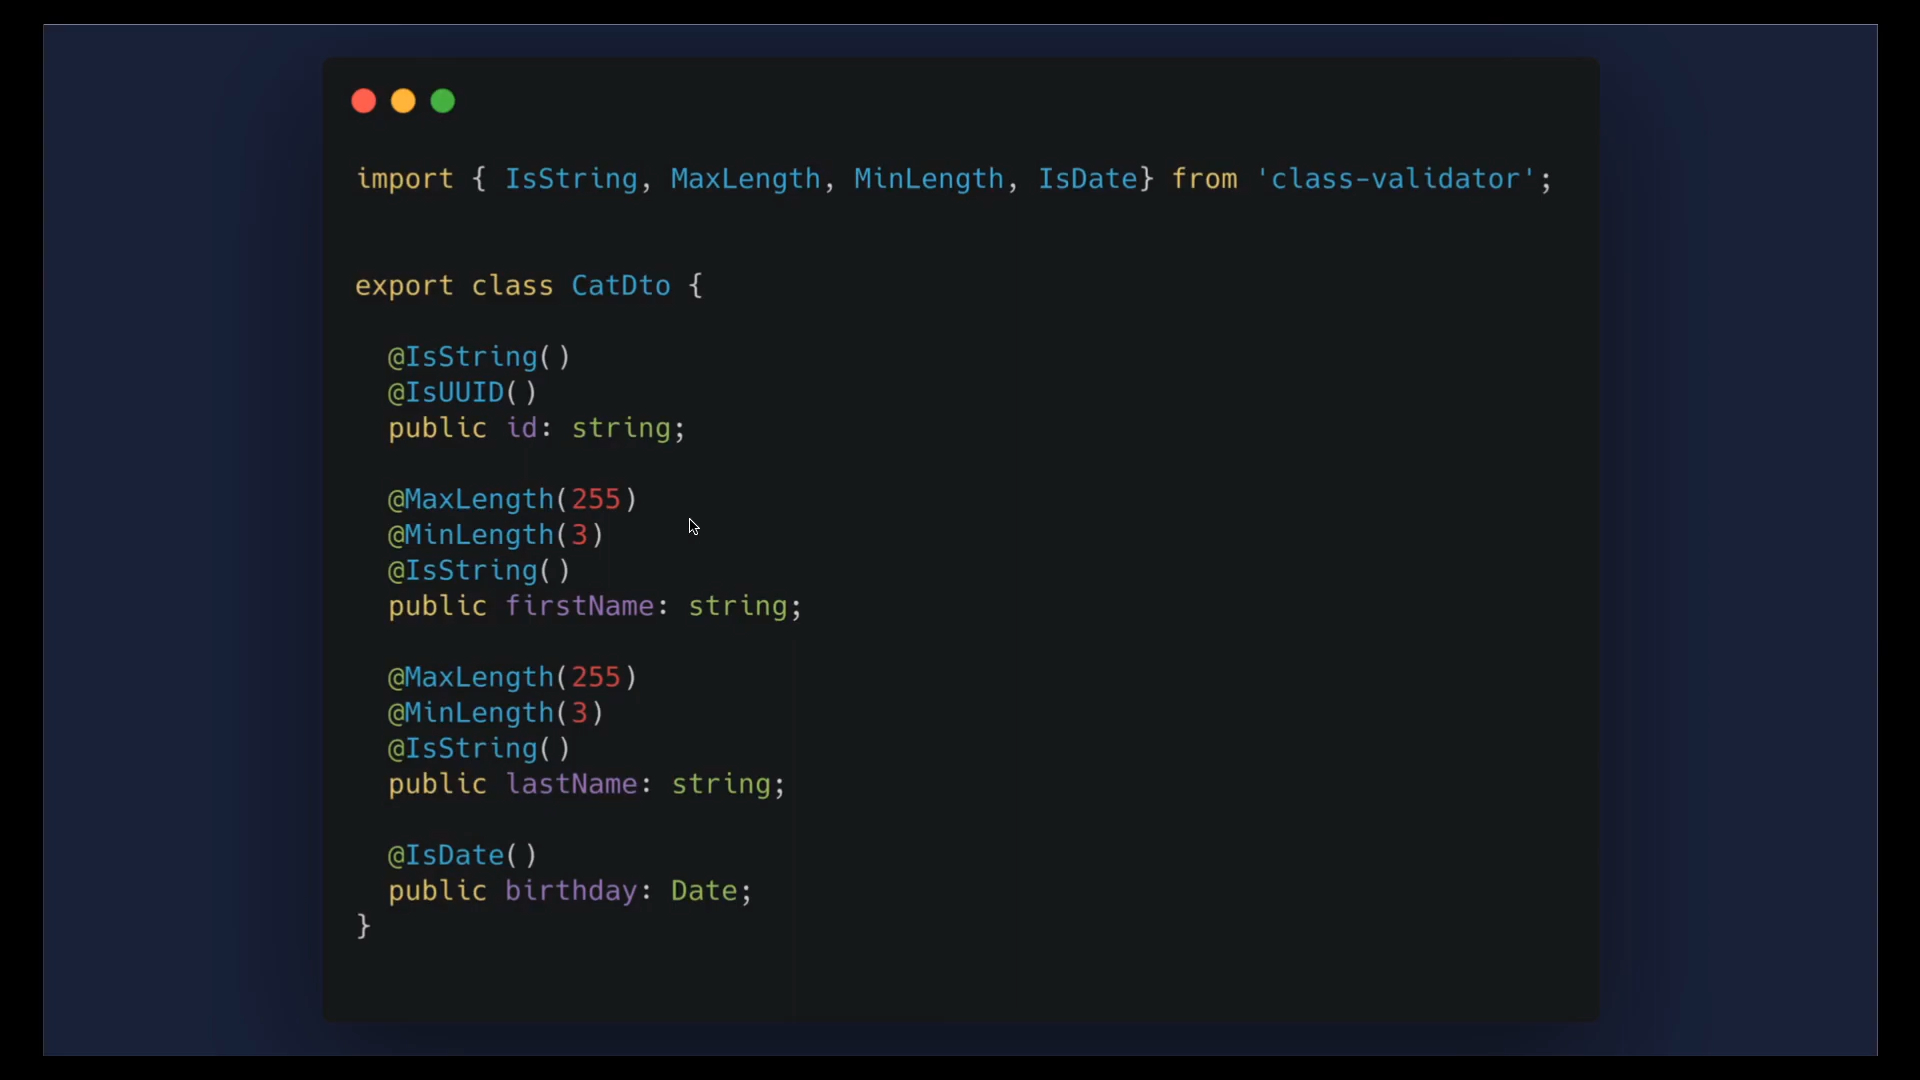 import { IsString, MaxLength, MinLength, IsDate} from 'class-validator';
export class CatDto {
@IsString()
@IsUUID()
public id: string;
@MaxLength(255)
@MinLength(3)
@IsString()
public firstName: string;
@MaxLength(255)
@MinLength(3)
@IsString()
public lastName: string;
@IsDate()
public birthday: Date;
}